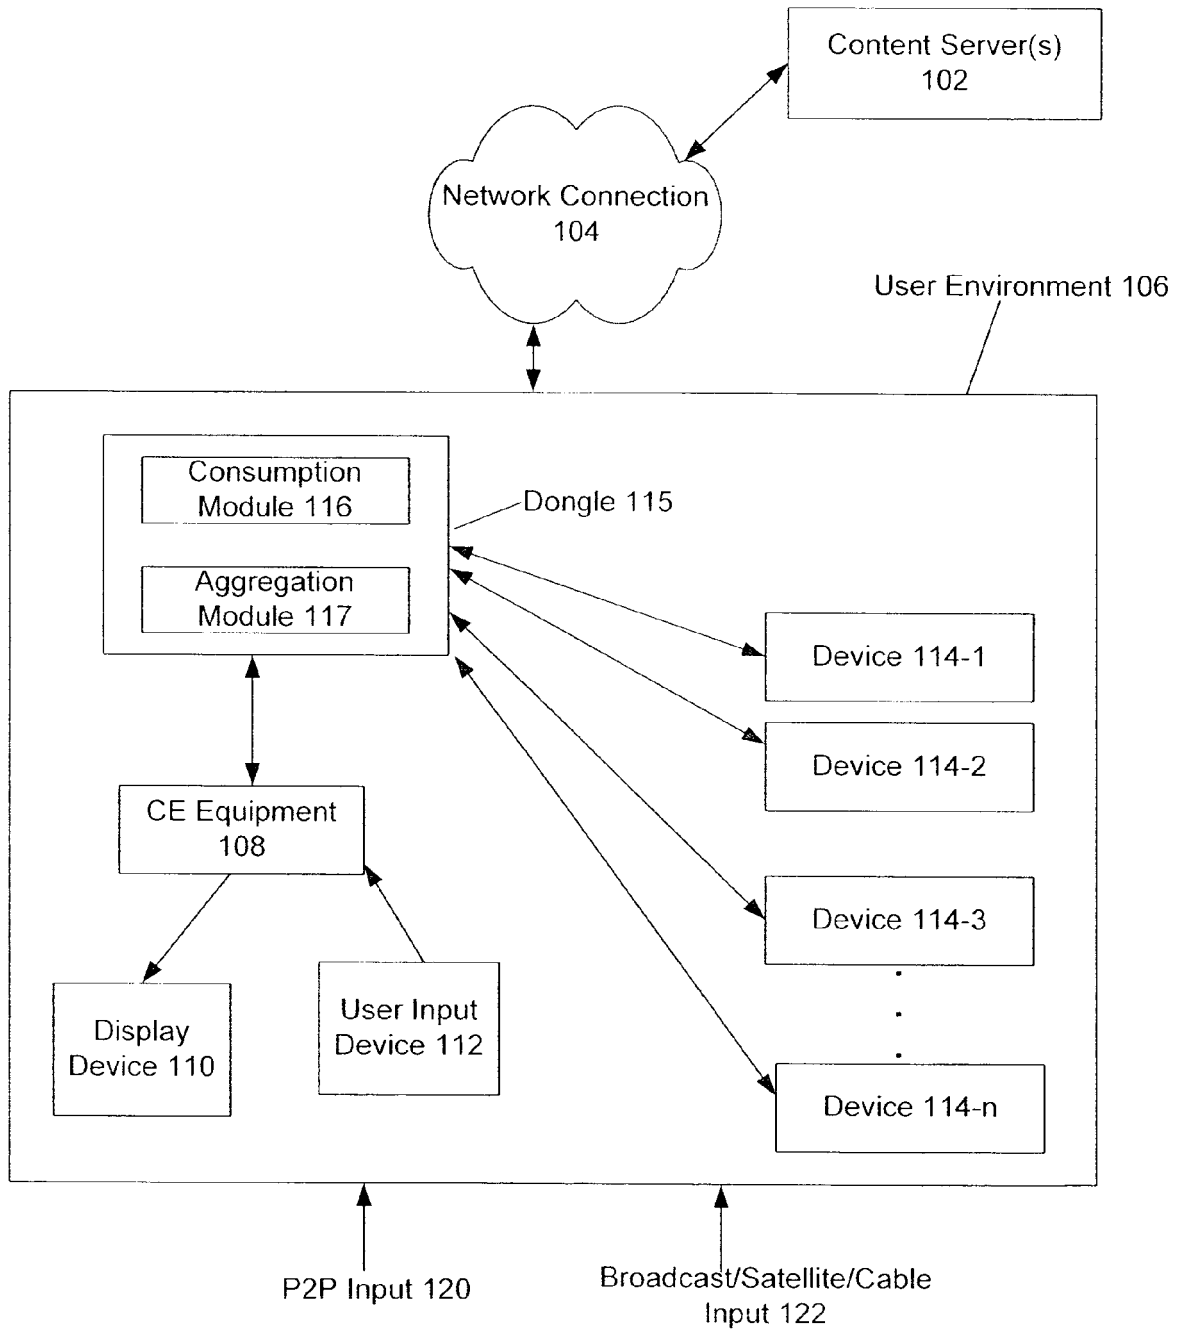 Content Server(s)
102
Network Connection
104
User Environment 106
Consumption
Module 116
Dongle 115
Aggregation
Module 117
Device 114-1
Device 114-2
CE Equipment
108
Device 114-3
User Input
Device 112
Display
Device 110
Device 114-n
P2P Input 120
Broadcast/Satellite/Cable
Input 122